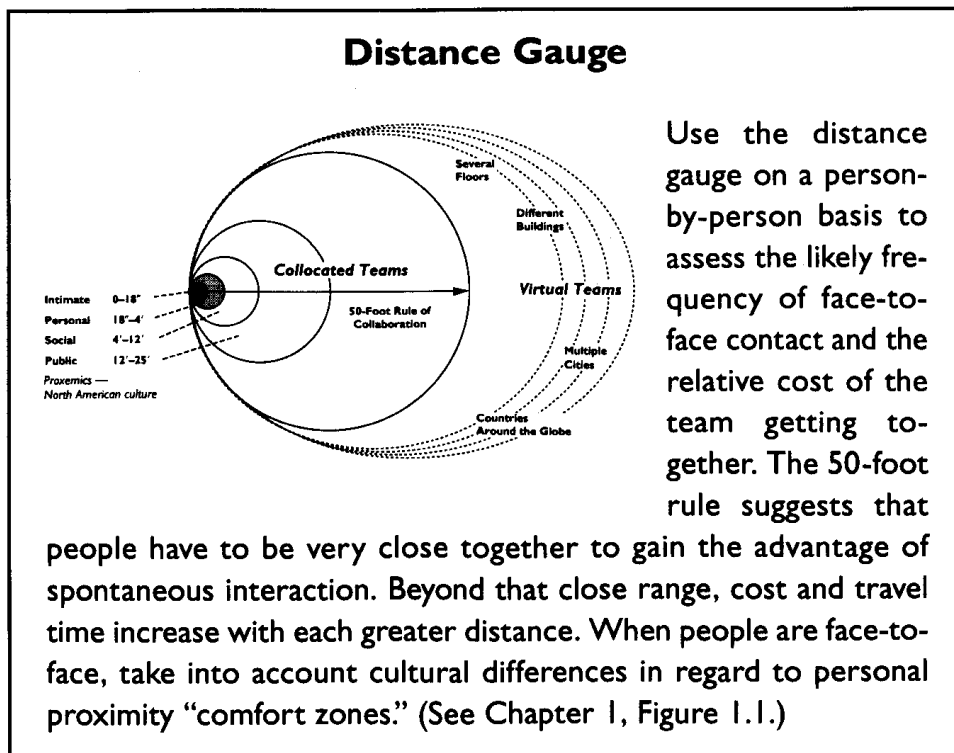 Distance Gauge
Several
Floors
Different
Buildings
Collocated Teams
Virtual Teams
50-Foot Rule of
Collaboration
Intimate 0–18"
Personal 18"–4'
Social 4'–12'
Public 12'–25'
Proxemics —
North American culture
Multiple
Cities
Countries
Around the Globe
Use the distance
gauge on a person-
by-person basis to
assess the likely fre-
quency of face-to-
face contact and the
relative cost of the
team getting to-
gether. The 50-foot
rule suggests that
people have to be very close together to gain the advantage of
spontaneous interaction. Beyond that close range, cost and travel
time increase with each greater distance. When people are face-to-
face, take into account cultural differences in regard to personal
proximity “comfort zones.” (See Chapter 1, Figure 1.1.)